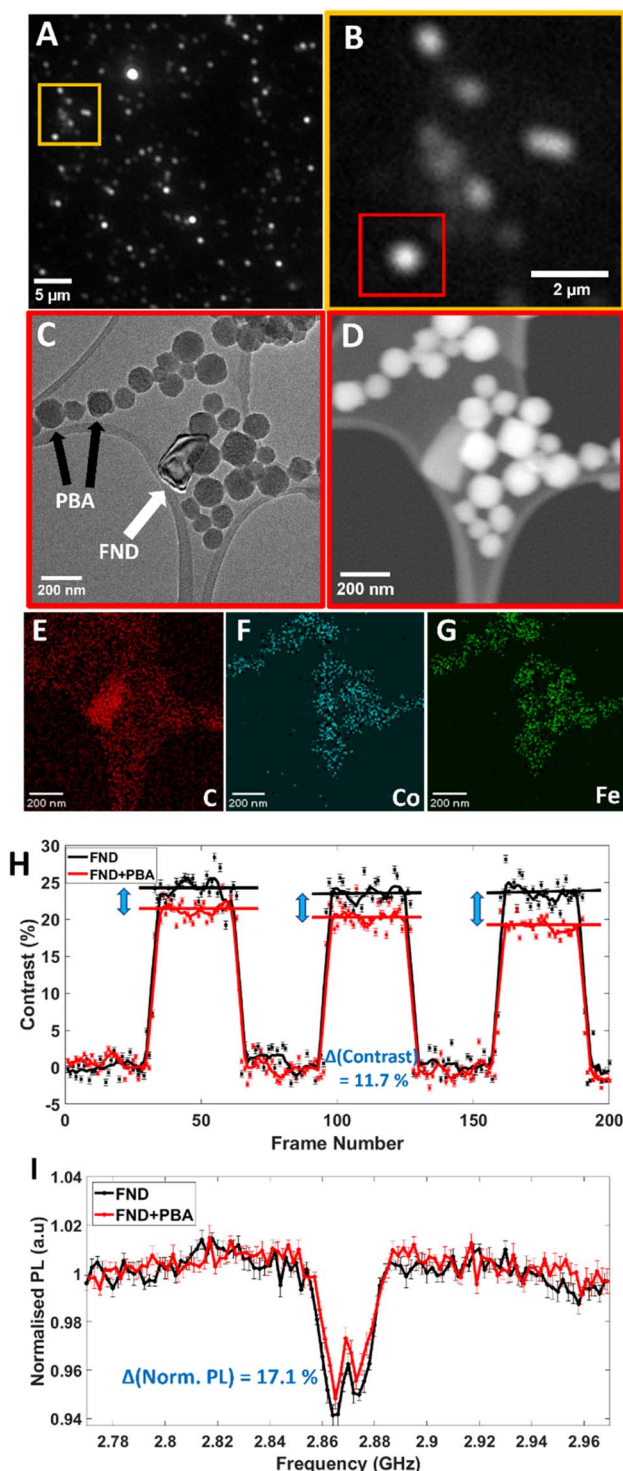 A
5 µm
B
2 µm
C
PBA
FND
200 nm
D
200 nm
E
200 nm
C
F
200 nm
Co
G
200 nm
Fe
H
FND
FND+PBA
30
25
20
15
10
5
0
-5
Contrast (%)
Δ(Contrast)
= 11.7 %
0 50 100 150 200
Frame Number
I
FND
FND+PBA
1.04
1.02
1
0.98
0.96
0.94
Normalised PL (a.u)
Δ(Norm. PL) = 17.1 %
2.78 2.8 2.82 2.84 2.86 2.88 2.9 2.92 2.94 2.96
Frequency (GHz)